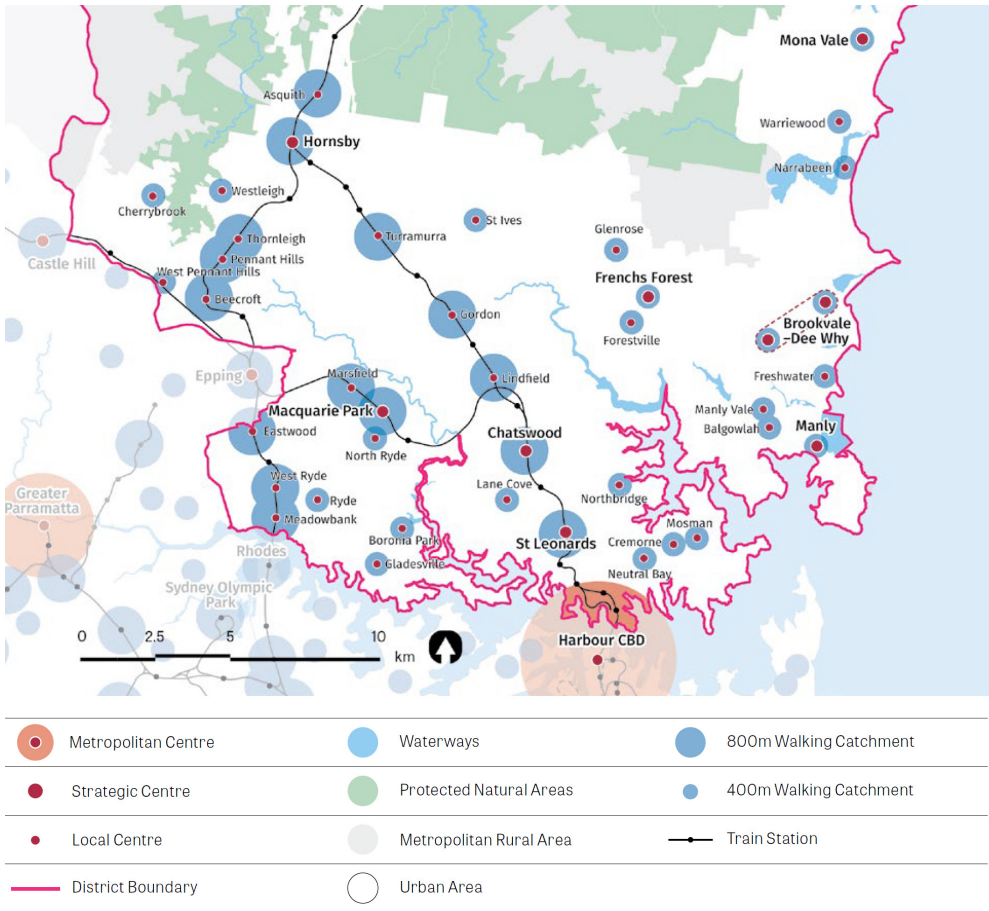 Mona Vale
Asquith
Warriewood
Hornsby
Narrabeen
Westleigh
Cherrybrook
St Ives
Glenrose
Thornleigh
Turramurra
Pennant Hills
Castle Hill
West Pennant Hills
Frenchs Forest
Beecroft
Gordon
Forestville
Brookvale
–Dee Why
Epping
Marsfield
Lindfield
Freshwater
Macquarie Park
Manly Vale
Balgowlah
Manly
Eastwood
Chatswood
North Ryde
West Ryde
Lane Cove
Ryde
Northbridge
Greater
Parramatta
Meadowbank
Mosman
Boronia Park
St Leonards
Cremorne
Rhodes
Gladesville
Neutral Bay
Sydney Olympic
Park
0 2.5 5 10
km
Harbour CBD
Metropolitan Centre
Waterways
800m Walking Catchment
Strategic Centre
Protected Natural Areas
400m Walking Catchment
Local Centre
Metropolitan Rural Area
Train Station
District Boundary
Urban Area